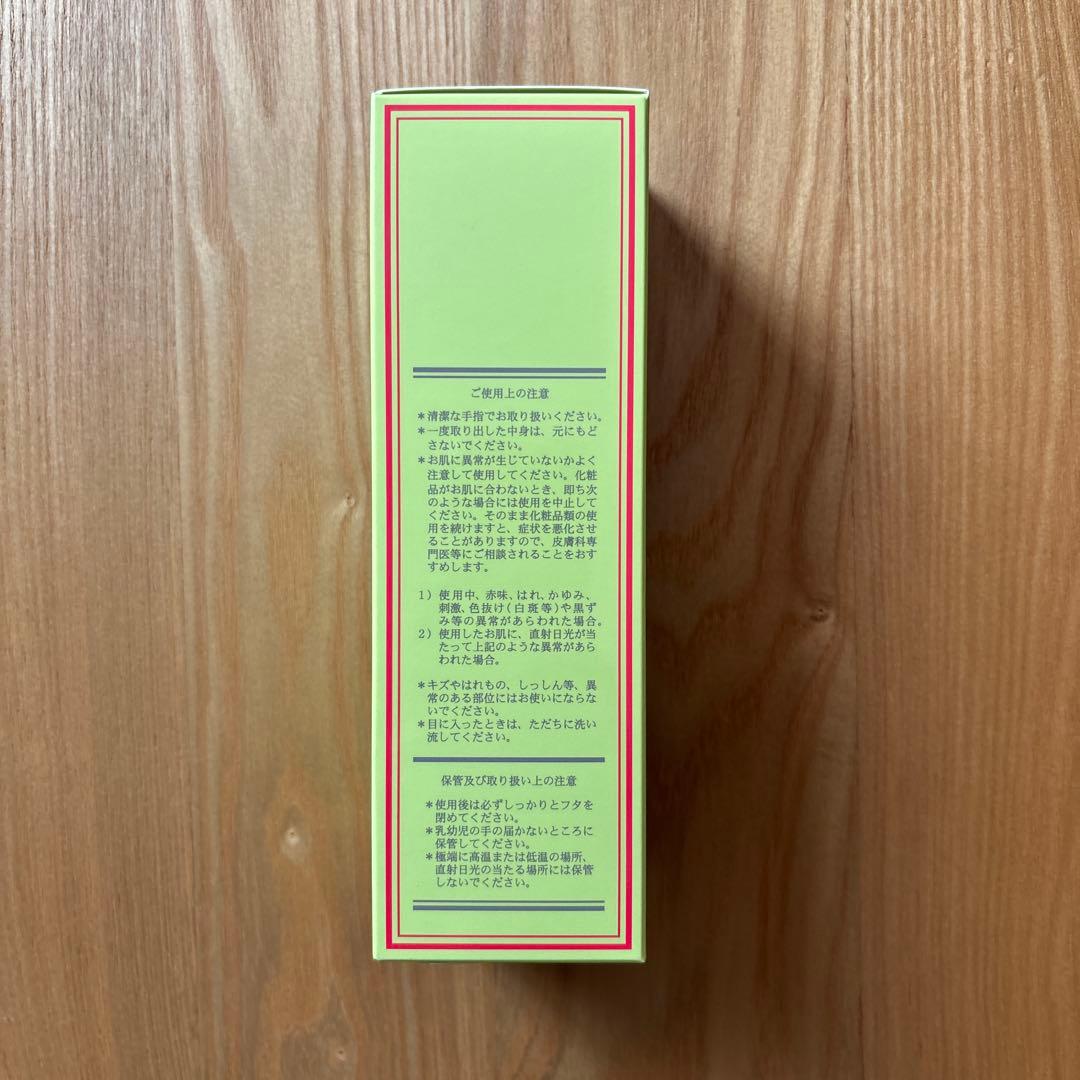 ご使用上の注意
＊清潔な手指でお取り扱いください。
＊一度取り出した中身は、元にもど
さないでください。
＊お肌に異常が生じていないかよく
注意して使用してください。化粧
品がお肌に合わないとき、即ち次
のような場合には使用を中止して
ください。そのまま化粧品類の使
用を続けますと、症状を悪化させ
ることがありますので、皮膚科専
門医等にご相談されることをおす
すめします。
1）使用中、赤味、はれ、かゆみ、
刺激、色抜け(白斑等)や黒ず
み等の異常があらわれた場合。
2）使用したお肌に、直射日光が当
たって上記のような異常があら
われた場合。
＊キズやはれもの、しっしん等、異
常のある部位にはお使いにならな
いでください。
＊目に入ったときは、ただちに洗い
流してください。
保管及び取り扱い上の注意
＊使用後は必ずしっかりとフタを
閉めてください。
＊乳幼児の手の届かないところに
保管してください。
＊極端に高温または低温の場所、
直射日光の当たる場所には保管
しないでください。